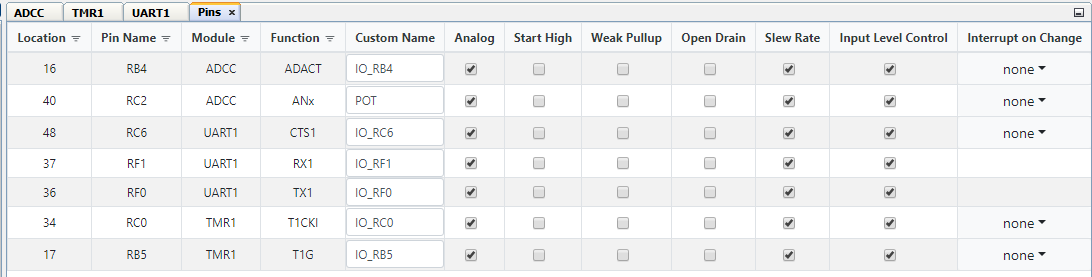 ADCC TMR1 UART1 Pins ×
Location Pin Name Module Function Custom Name Analog Start High Weak Pullup Open Drain Slew Rate Input Level Control Interrupt on Change
16 RB4 ADCC ADACT IO_RB4 none
40 RC2 ADCC ANx POT none
48 RC6 UART1 CTS1 IO_RC6 none
37 RF1 UART1 RX1 IO_RF1
36 RF0 UART1 TX1 IO_RF0
34 RC0 TMR1 T1CKI IO_RC0 none
17 RB5 TMR1 T1G IO_RB5 none